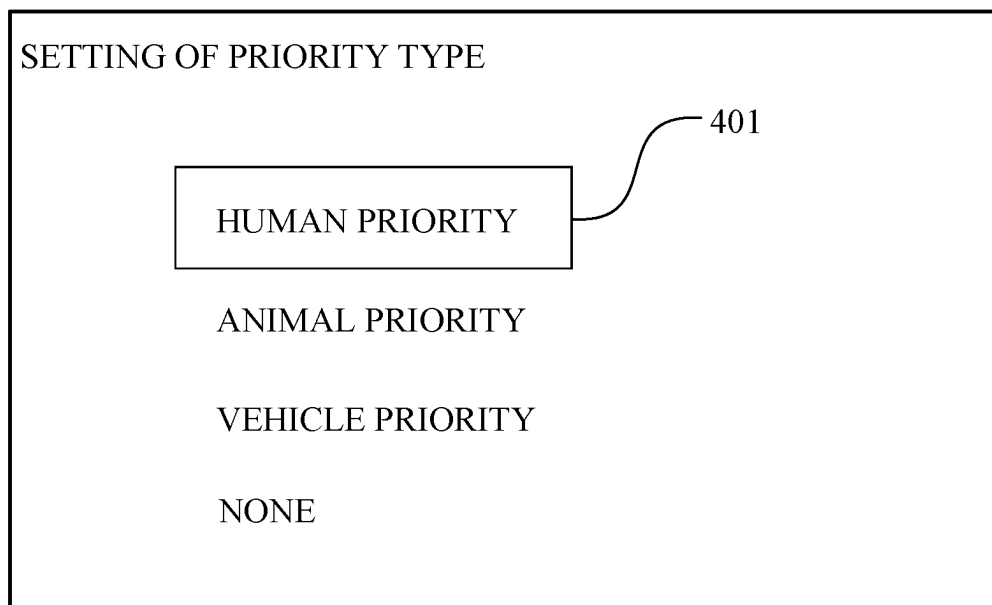 SETTING OF PRIORITY TYPE
401
HUMAN PRIORITY
ANIMAL PRIORITY
VEHICLE PRIORITY
NONE